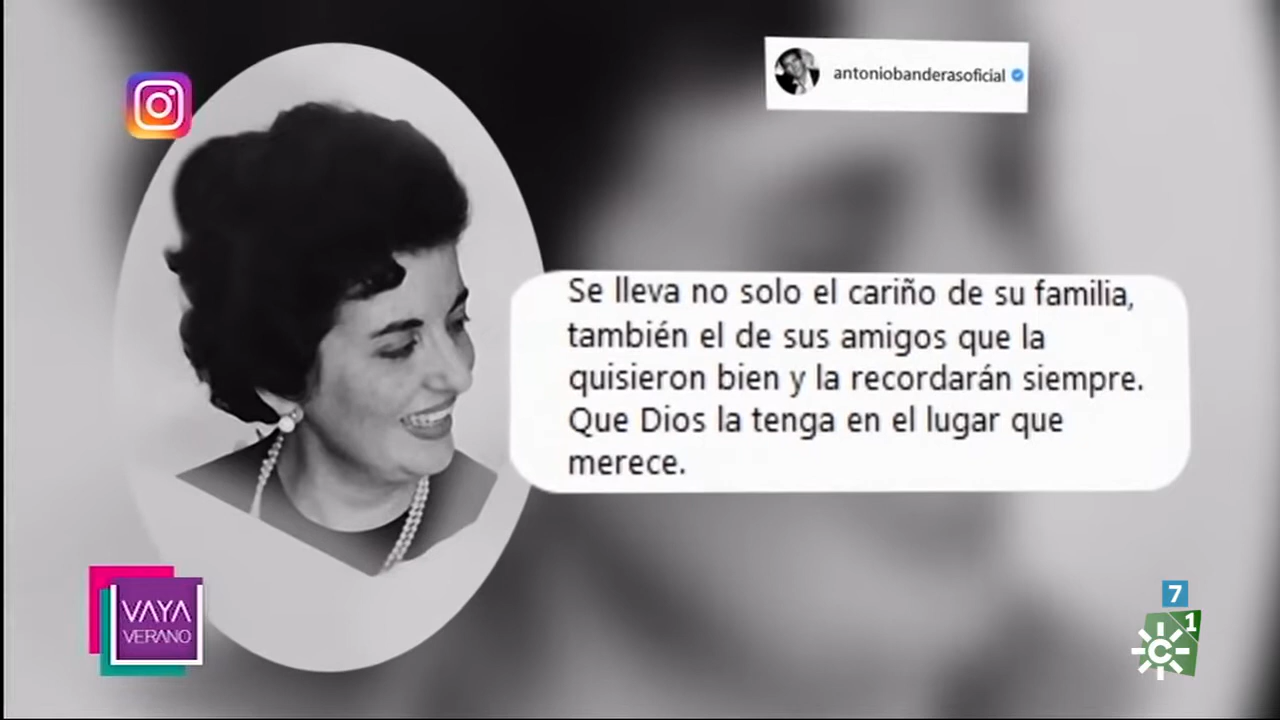 antoniobanderasoficial
Se lleva no solo el cariño de su familia,
también el de sus amigos que la
quisieron bien y la recordarán siempre.
Que Dios la tenga en el lugar que
merece.
VAYA
VERANO
7
1